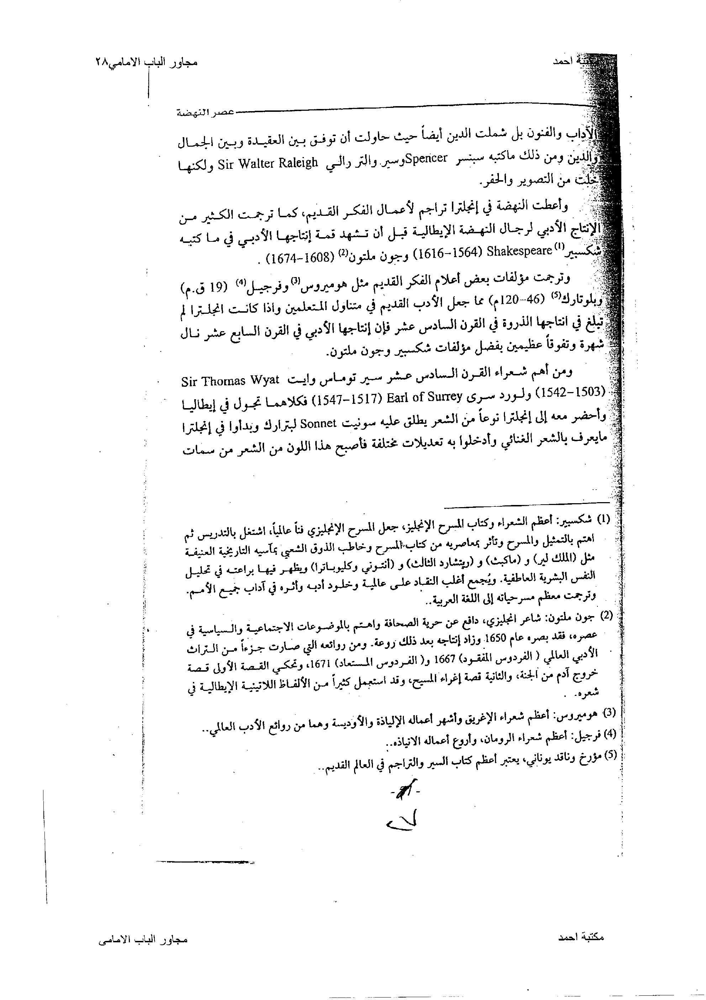 مكتبة احمد
مجاور الباب الامامي٢٨
عصر النهضة
الآداب والفنون بل شملت الدين أيضاً حيث حاولت أن توفق بين العقيدة وبين الجمال
والدين ومن ذلك ماكتبه سبنسر Spencer وسير والتر رالي Sir Walter Raleigh ولكنها
خلت من التصوير والحفر.
وأعطت النهضة في إنجلترا تراجم لأعمال الفكر القديم، كما ترجمت الكثير من
الإنتاج الأدبي لرجال النهضة الإيطالية قبل أن تشهد قمة إنتاجها الأدبي في ما كتبه
شكسبير(1) Shakespeare (1564-1616) وجون ملتون(2) (1608-1674) .
وترجمت مؤلفات بعض أعلام الفكر القديم مثل هوميروس(3) وفرجيل(4) (19 ق.م)
وبلوتارك(5) (46-120م) مما جعل الأدب القديم في متناول المتعلمين واذا كانت انجلترا لم
تبلغ في انتاجها الذروة في القرن السادس عشر فإن إنتاجها الأدبي في القرن السابع عشر نال
شهرة وتفوقاً عظيمين بفضل مؤلفات شكسبير وجون ملتون.
ومن أهم شعراء القرن السادس عشر سير توماس وايت Sir Thomas Wyat
(1503-1542) ولورد سرى Earl of Surrey (1517-1547) فكلاهما تجول في إيطاليا
وأحضر معه إلى إنجلترا نوعاً من الشعر يطلق عليه سونيت Sonnet لبترارك وبدأوا في إنجلترا
مايعرف بالشعر الغنائي وأدخلوا به تعديلات مختلفة فأصبح هذا اللون من الشعر من سمات
(1) شكسبير: أعظم الشعراء وكتاب المسرح الإنجليز، جعل المسرح الإنجليزي فناً عالمياً، اشتغل بالتدريس ثم
اهتم بالتمثيل والمسرح وتأثر بمعاصريه من كتاب المسرح وخاطب الذوق الشعبي بمآسيه التاريخية العنيفة
مثل (الملك لير) و (ماكبث) و (ريتشارد الثالث) و (أنتوني وكليوباترا) ويظهر فيها براعته في تحليل
النفس البشرية العاطفية. ويُجمع أغلب النقاد على عالمية وخلود أدبه وأثره في آداب جميع الأمم.
وترجمت معظم مسرحياته إلى اللغة العربية..
(2) جون ملتون: شاعر انجليزي، دافع عن حرية الصحافة واهتم بالموضوعات الاجتماعية والسياسية في
عصره، فقد بصره عام 1650 وزاد إنتاجه بعد ذلك روعة. ومن روائعه التي صارت جزءاً من التراث
الأدبي العالمي ( الفردوس المفقود) 1667 و( الفردوس المستعاد) 1671، وتحكي القصة الأولى قصة
خروج آدم من الجنة، والثانية قصة إغراء المسيح، وقد استعمل كثيراً من الألفاظ اللاتينية الإيطالية في
شعره.
(3) هوميروس: أعظم شعراء الإغريق وأشهر أعماله الإلياذة والأوديسة وهما من روائع الأدب العالمي..
(4) فرجيل: أعظم شعراء الرومان، وأروع أعماله الانياذه..
(5) مؤرخ وناقد يوناني، يعتبر أعظم كتاب السير والتراجم في العالم القديم..
٢٧
مكتبة احمد
مجاور الباب الامامى